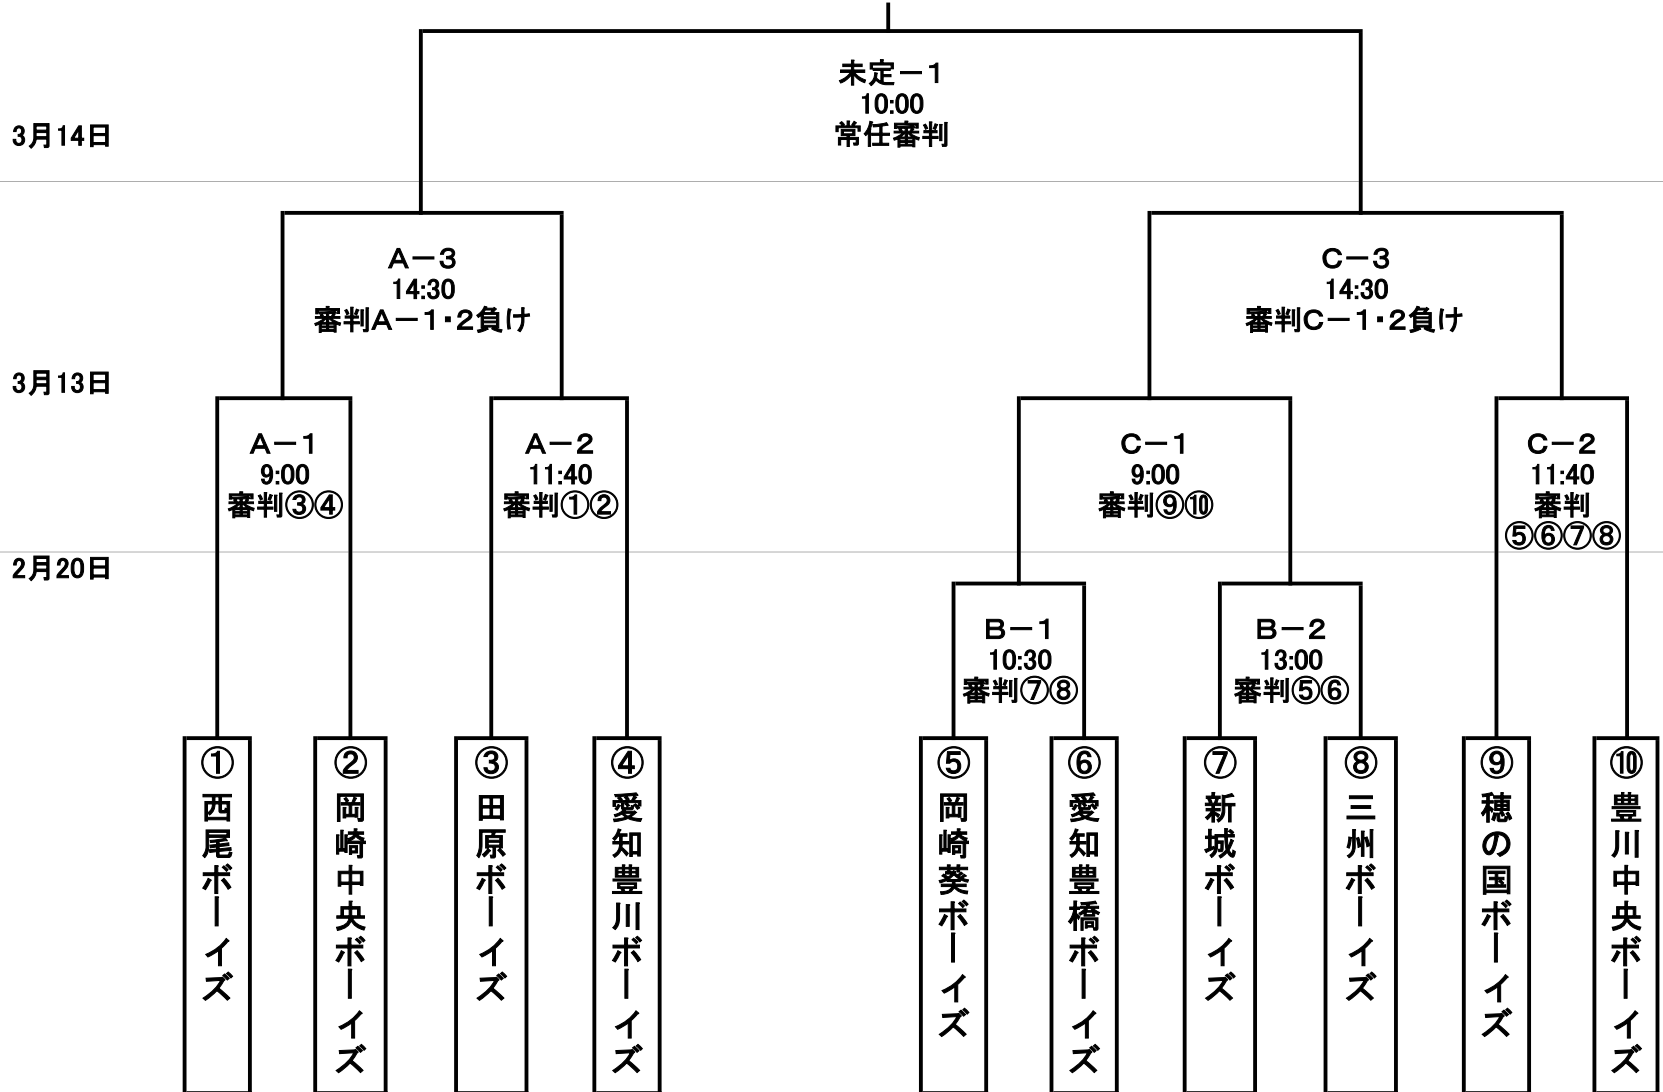 未定－１
10:00
常任審判
3月14日
Ａ－３
14:30
審判Ａ－１・２負け
Ｃ－３
14:30
審判Ｃ－１・２負け
3月13日
Ａ－１
9:00
審判③④
Ａ－２
11:40
審判①②
Ｃ－１
9:00
審判⑨⑩
Ｃ－２
11:40
審判
⑤⑥⑦⑧
2月20日
Ｂ－１
10:30
審判⑦⑧
Ｂ－２
13:00
審判⑤⑥
①西尾ボーイズ
②岡崎中央ボーイズ
③田原ボーイズ
④愛知豊川ボーイズ
⑤岡崎葵ボーイズ
⑥愛知豊橋ボーイズ
⑦新城ボーイズ
⑧三州ボーイズ
⑨穂の国ボーイズ
⑩豊川中央ボーイズ